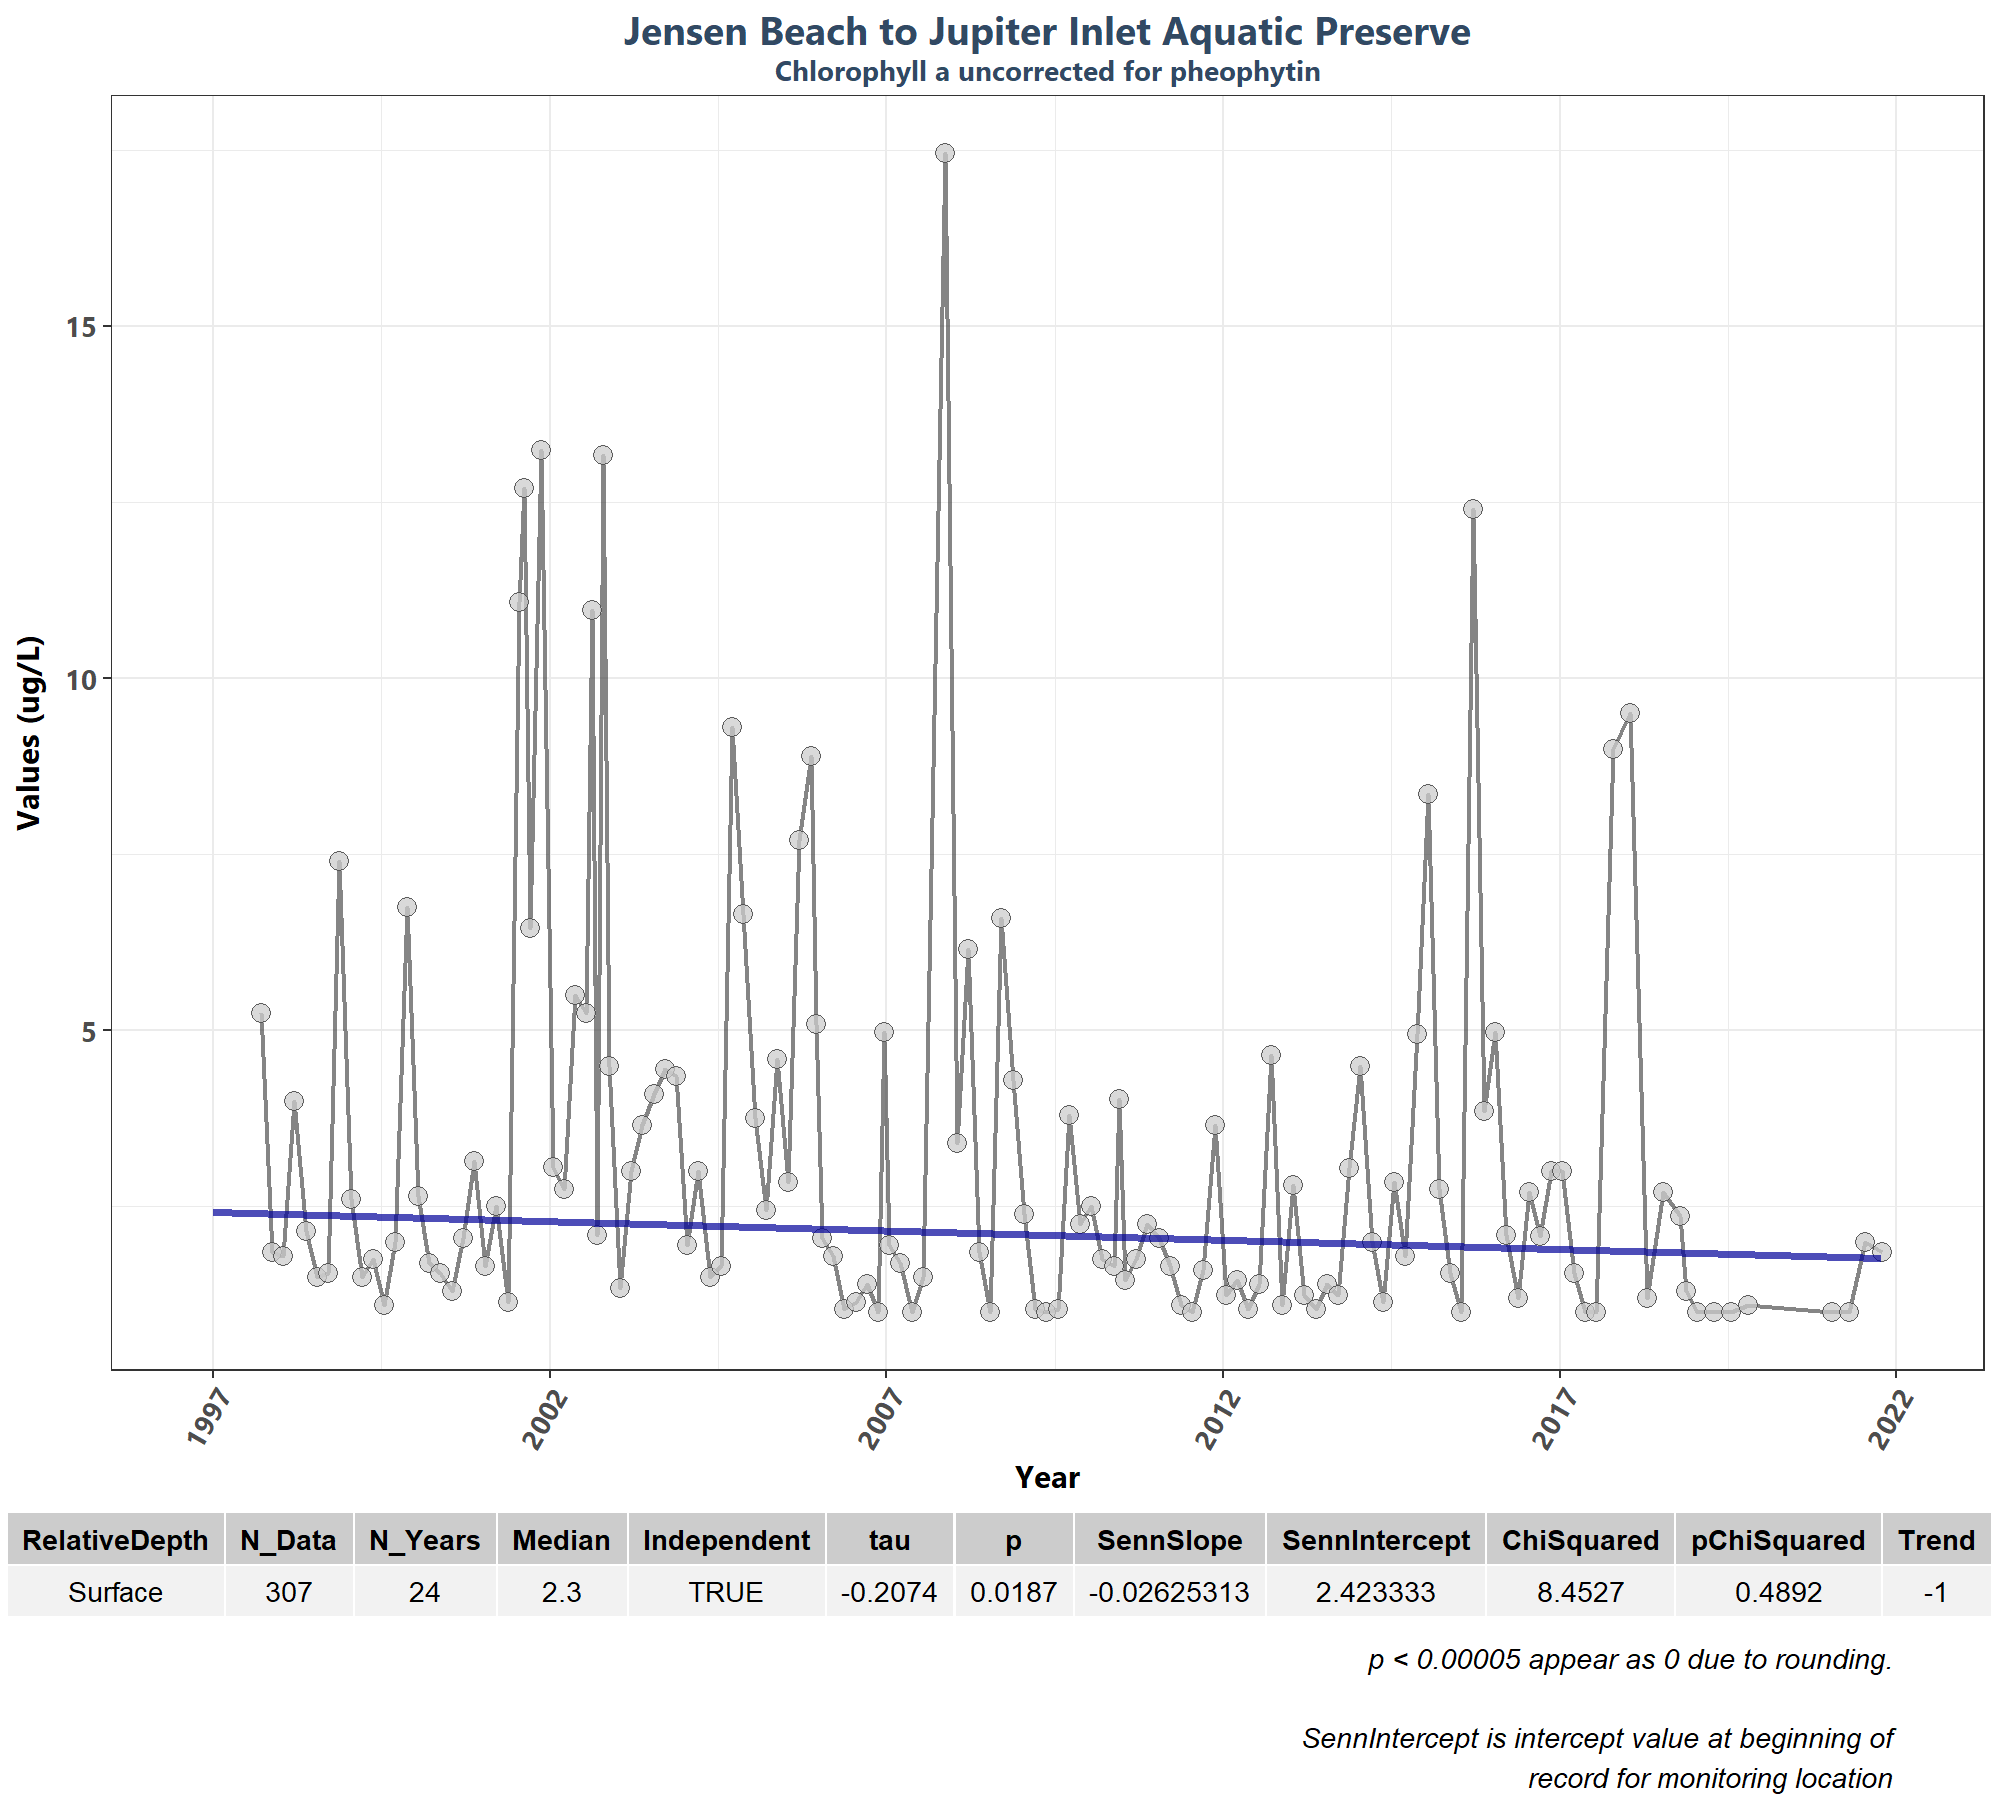 Jensen Beach to Jupiter Inlet Aquatic Preserve
Chlorophyll a uncorrected for pheophytin
Values (ug/L)
15
10
5
1997 2002 2007 2012 2017 2022
Year
RelativeDepth N_Data N_Years Median Independent tau p SennSlope SennIntercept ChiSquared pChiSquared Trend
Surface 307 24 2.3 TRUE -0.2074 0.0187 -0.02625313 2.423333 8.4527 0.4892 -1
p < 0.00005 appear as 0 due to rounding.
SennIntercept is intercept value at beginning of
record for monitoring location